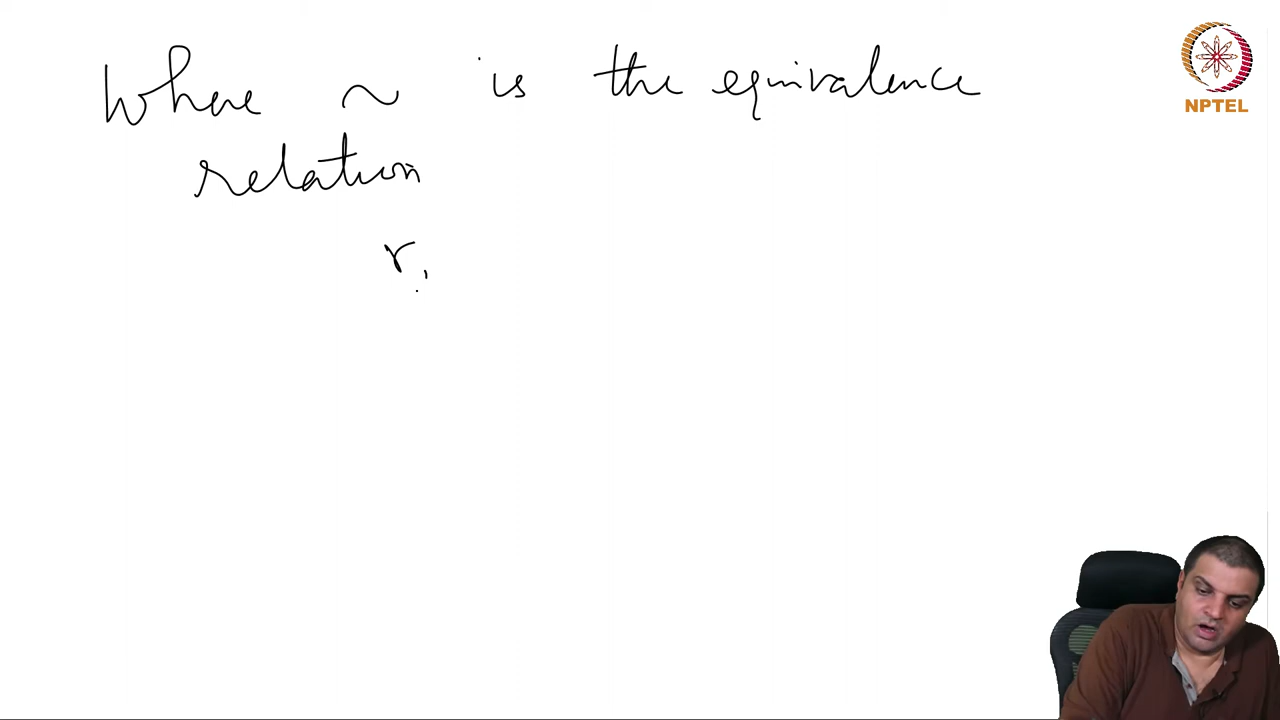 Where ~ is the equivalence
relation
r,
NPTEL